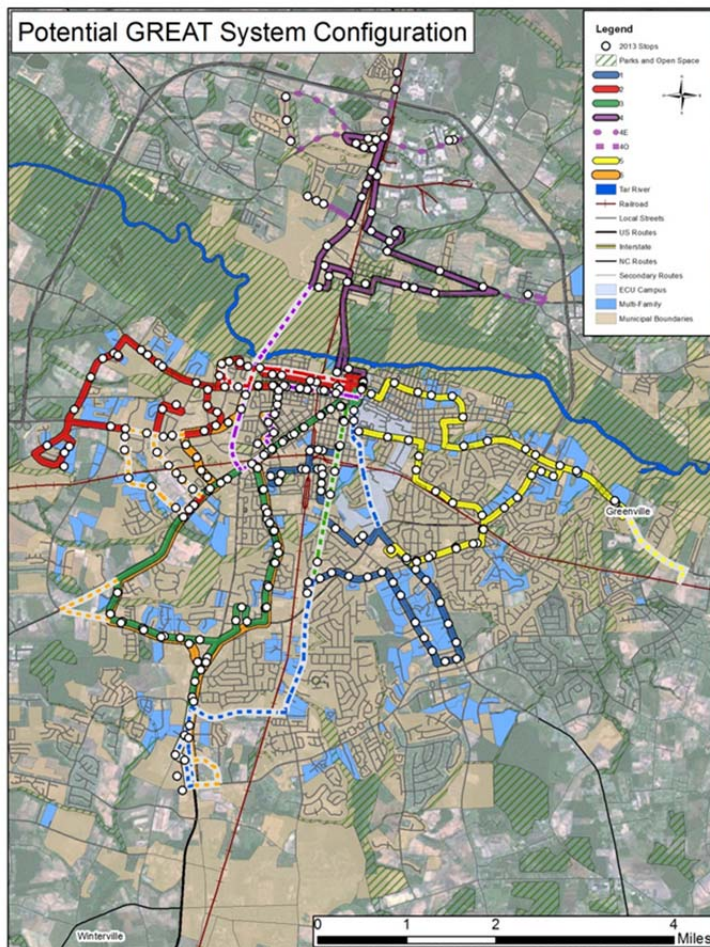 Potential GREAT System Configuration
Legend
2013 Stops
Parks and Open Space
1
2
3
4
4E
4O
5
6
Tar River
Railroad
Local Streets
US Routes
Interstate
NC Routes
Secondary Routes
ECU Campus
Multi-Family
Municipal Boundaries
Greenville
Winterville
0 1 2 4
Miles